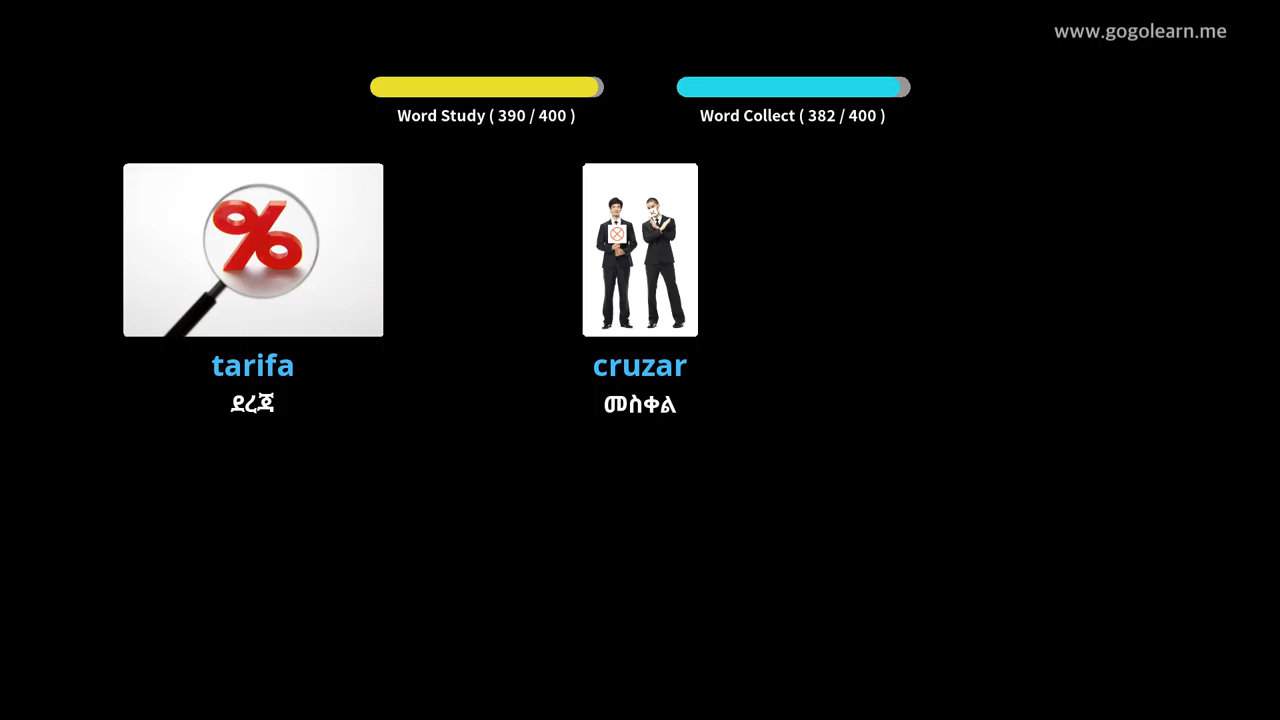 www.gogolearn.me
Word Study ( 390 / 400 )
Word Collect ( 382 / 400 )
tarifa
ደረጃ
cruzar
መስቀል